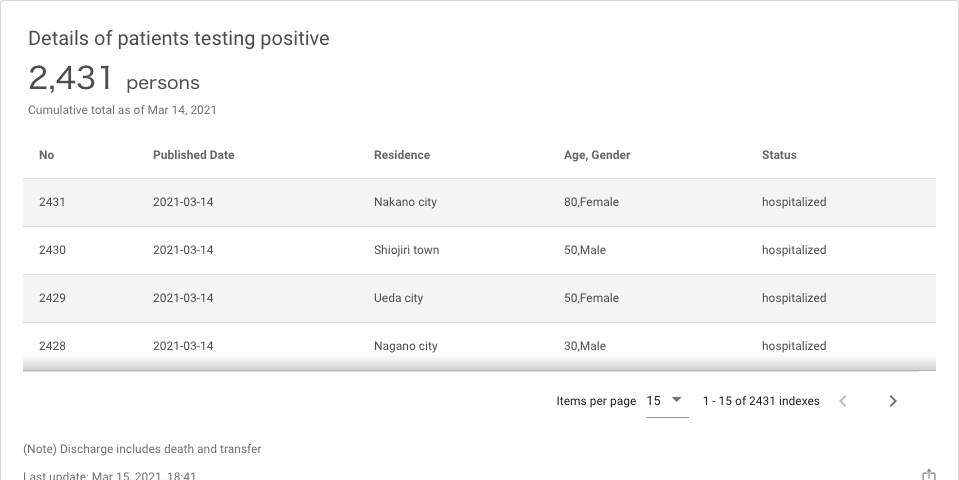 Details of patients testing positive
2,431 persons
Cumulative total as of Mar 14, 2021
No Published Date Residence Age, Gender Status
2431 2021-03-14 Nakano city 80,Female hospitalized
2430 2021-03-14 Shiojiri town 50,Male hospitalized
2429 2021-03-14 Ueda city 50,Female hospitalized
2428 2021-03-14 Nagano city 30,Male hospitalized
Items per page 15 1 - 15 of 2431 indexes
(Note) Discharge includes death and transfer
Last update: Mar 15, 2021, 18:41